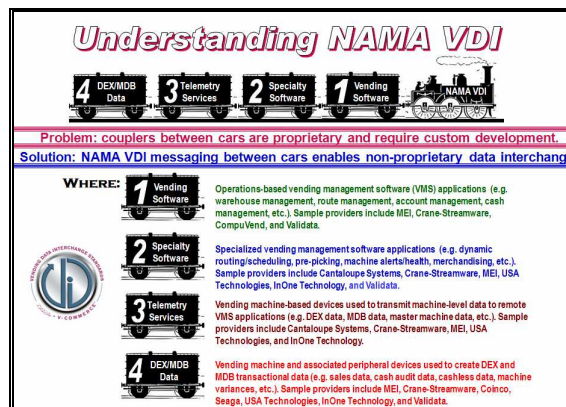 Understanding NAMA VDI
4 DEX/MDB Data
3 Telemetry Services
2 Specialty Software
1 Vending Software
NAMA VDI
Problem: couplers between cars are proprietary and require custom development.
Solution: NAMA VDI messaging between cars enables non-proprietary data interchang
WHERE:
1 Vending Software
Operations-based vending management software (VMS) applications (e.g.
warehouse management, route management, account management, cash
management, etc.). Sample providers include MEI, Crane-Streamware,
CompuVend, and Validata.
2 Specialty Software
Specialized vending management software applications (e.g. dynamic
routing/scheduling, pre-picking, machine alerts/health, merchandising, etc.).
Sample providers include Cantaloupe Systems, Crane-Streamware, MEI, USA
Technologies, InOne Technology, and Validata.
VENDING DATA INTERCHANGE STANDARDS
V-COMMERCE
3 Telemetry Services
Vending machine-based devices used to transmit machine-level data to remote
VMS applications (e.g. DEX data, MDB data, master machine data, etc.). Sample
providers include Cantaloupe Systems, Crane-Streamware, MEI, USA
Technologies, and InOne Technology.
4 DEX/MDB Data
Vending machine and associated peripheral devices used to create DEX and
MDB transactional data (e.g. sales data, cash audit data, cashless data, machine
variances, etc.). Sample providers include MEI, Crane-Streamware, Coinco,
Seaga, USA Technologies, InOne Technology, and Validata.